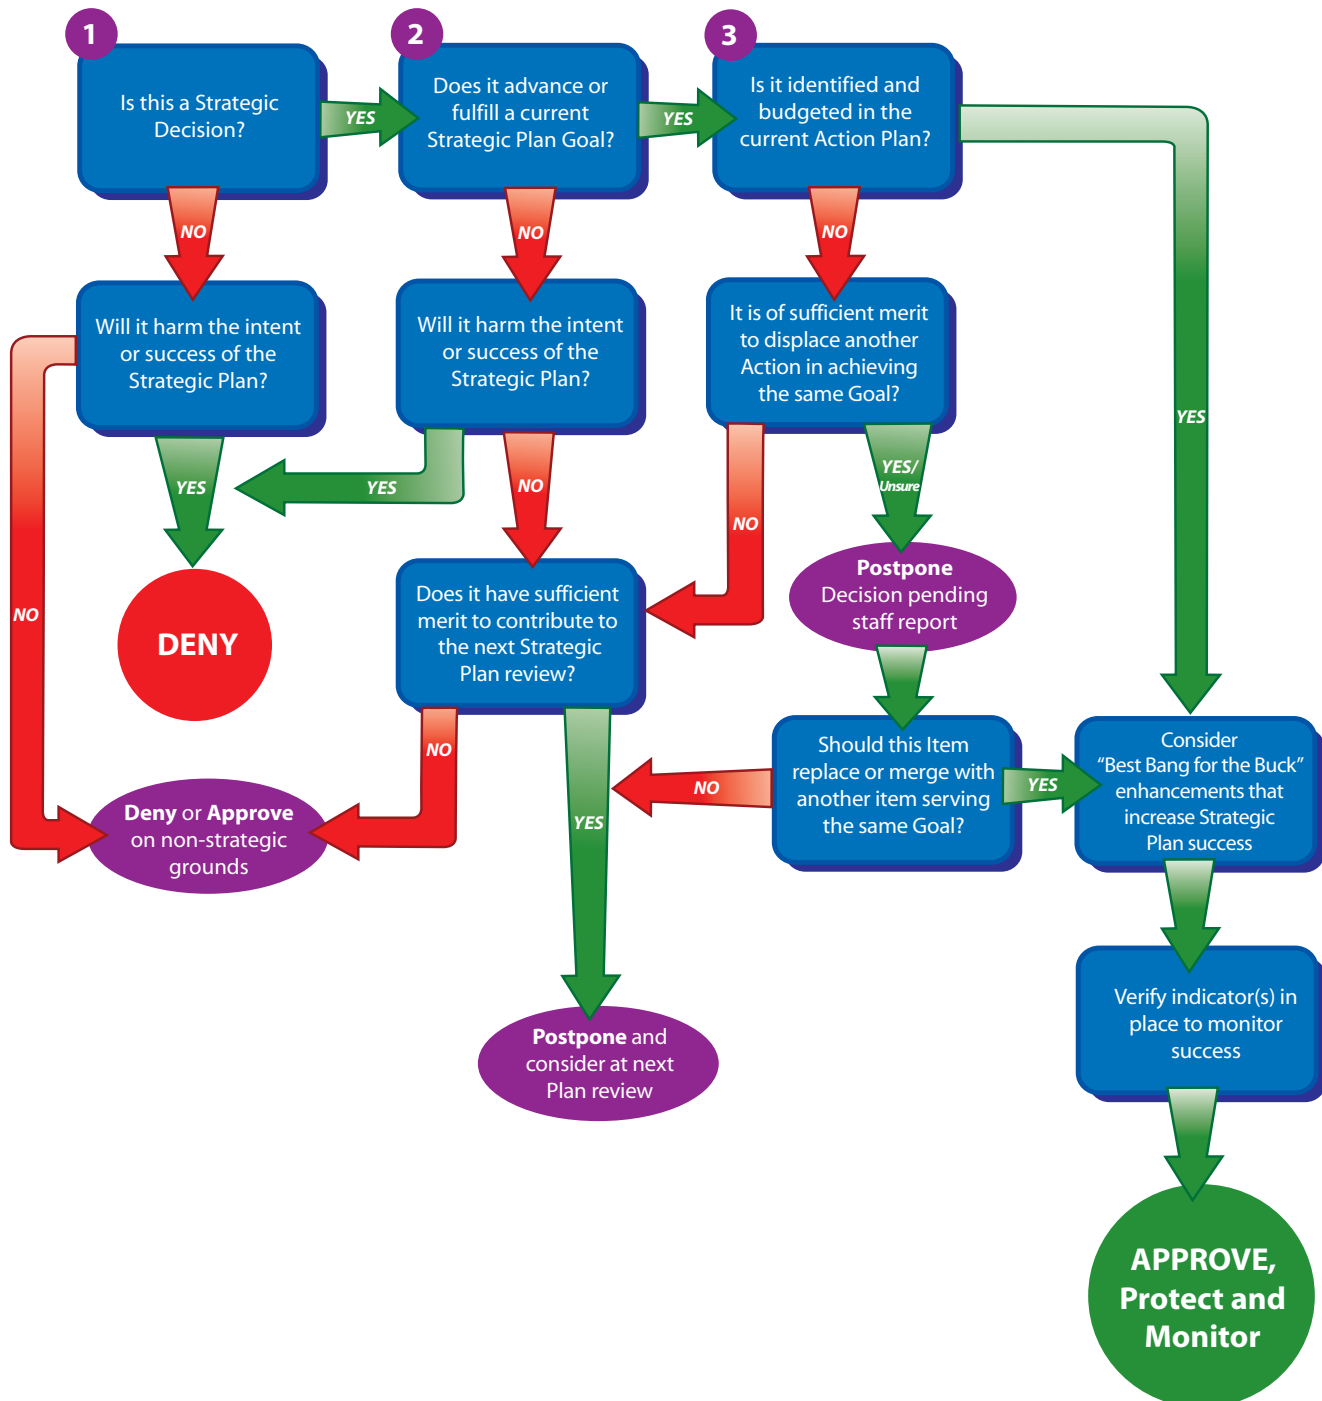 1
2
3
Is this a Strategic
Decision?
YES
Does it advance or
fulfill a current
Strategic Plan Goal?
YES
Is it identified and
budgeted in the
current Action Plan?
NO
NO
NO
YES
Will it harm the intent
or success of the
Strategic Plan?
Will it harm the intent
or success of the
Strategic Plan?
It is of sufficient merit
to displace another
Action in achieving
the same Goal?
YES
YES
NO
NO
YES/
Unsure
NO
DENY
Does it have sufficient
merit to contribute to
the next Strategic
Plan review?
Postpone
Decision pending
staff report
NO
YES
Should this Item
replace or merge with
another item serving
the same Goal?
NO
YES
Consider
“Best Bang for the Buck”
enhancements that
increase Strategic
Plan success
Deny or Approve
on non-strategic
grounds
Postpone and
consider at next
Plan review
Verify indicator(s) in
place to monitor
success
APPROVE,
Protect and
Monitor